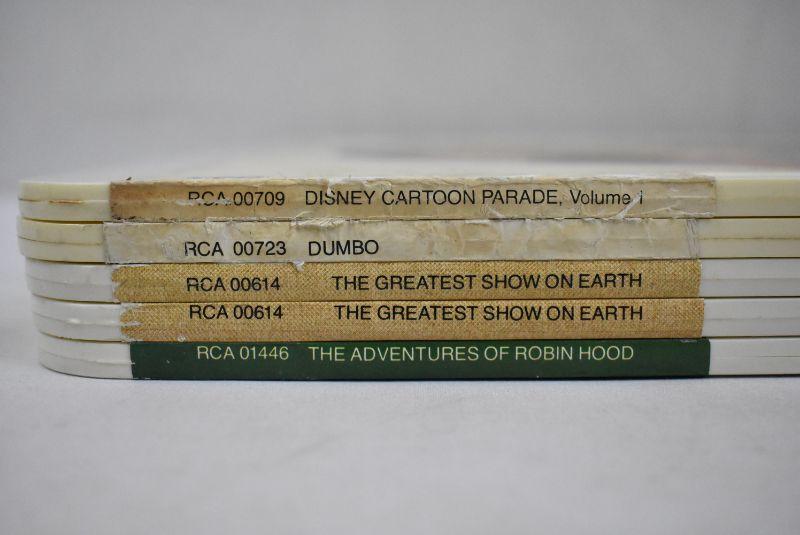 RCA 00709 DISNEY CARTOON PARADE, Volume 1
RCA 00723 DUMBO
RCA 00614 THE GREATEST SHOW ON EARTH
RCA 00614 THE GREATEST SHOW ON EARTH
RCA 01446 THE ADVENTURES OF ROBIN HOOD